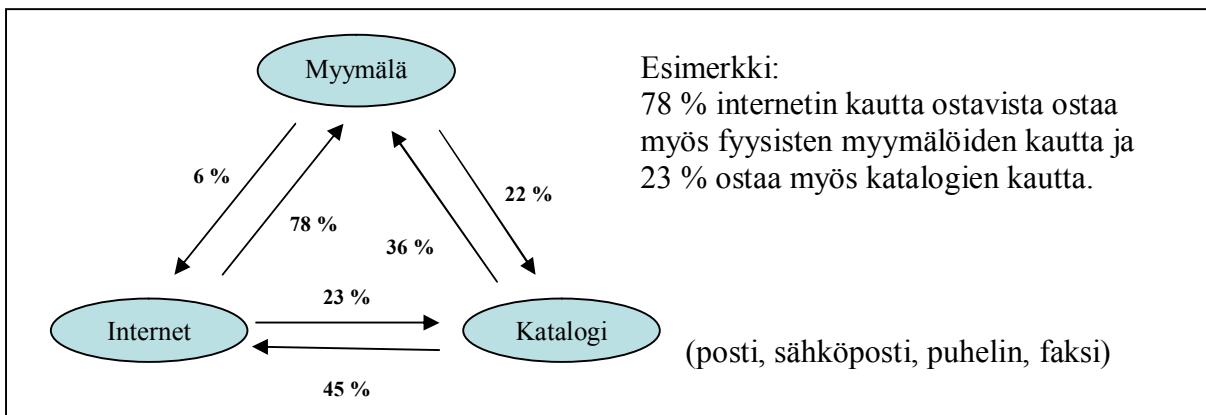 Myymälä
Esimerkki:
78 % internetin kautta ostavista ostaa
myös fyysisten myymälöiden kautta ja
23 % ostaa myös katalogien kautta.
6 %
22 %
78 %
36 %
23 %
Internet
Katalogi
(posti, sähköposti, puhelin, faksi)
45 %